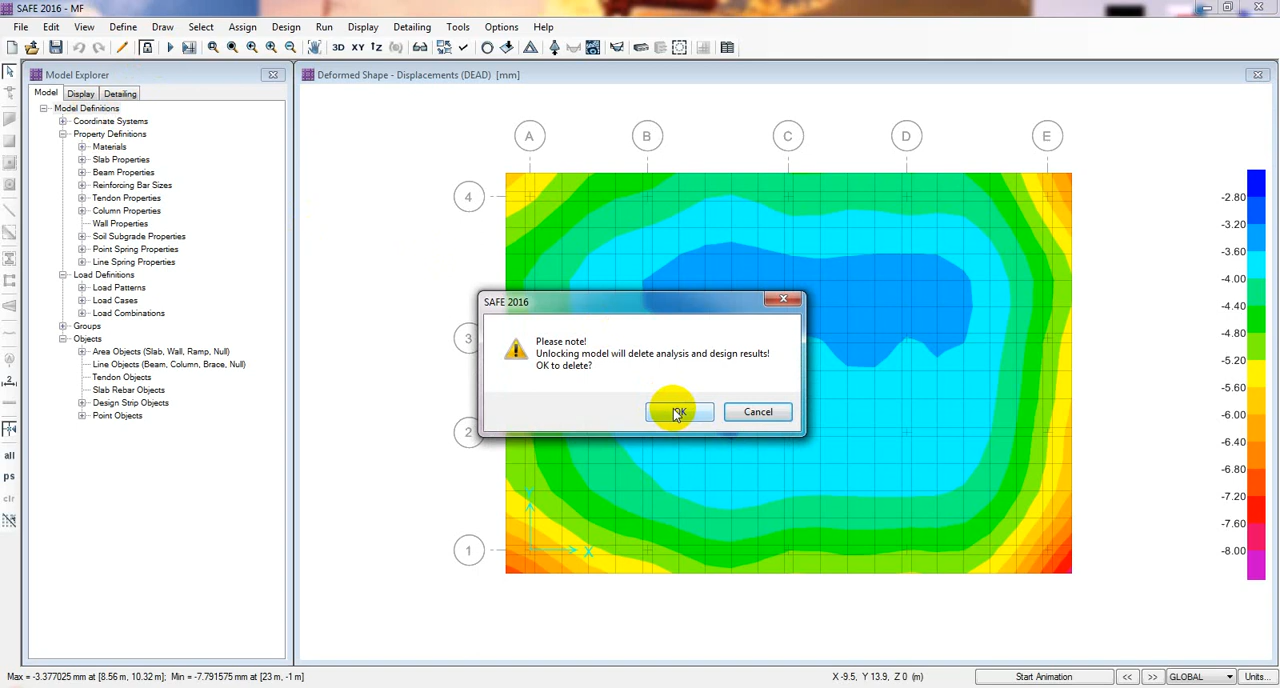 SAFE 2016 - MF
File Edit View Define Draw Select Assign Design Run Display Detailing Tools Options Help
3D XY
Model Explorer
Deformed Shape - Displacements (DEAD) [mm]
Model Display Detailing
Model Definitions
Coordinate Systems
Property Definitions
Materials
Slab Properties
Beam Properties
Reinforcing Bar Sizes
Tendon Properties
Column Properties
Wall Properties
Soil Subgrade Properties
Point Spring Properties
Line Spring Properties
Load Definitions
Load Patterns
Load Cases
Load Combinations
Groups
Objects
Area Objects (Slab, Wall, Ramp, Null)
Line Objects (Beam, Column, Brace, Null)
Tendon Objects
Slab Rebar Objects
Design Strip Objects
Point Objects
all
ps
clr
A B C D E
4
3
2
1
Y
X
SAFE 2016
Please note!
Unlocking model will delete analysis and design results!
OK to delete?
OK Cancel
-2.80
-3.20
-3.60
-4.00
-4.40
-4.80
-5.20
-5.60
-6.00
-6.40
-6.80
-7.20
-7.60
-8.00
Max = -3.377025 mm at [8.56 m, 10.32 m]; Min = -7.791575 mm at [23 m, -1 m]
X -9.5, Y 13.9, Z 0 (m)
Start Animation << >> GLOBAL Units...